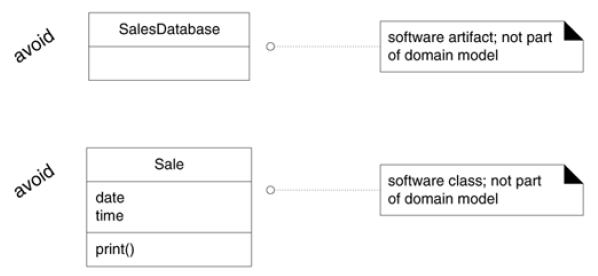 avoid
SalesDatabase
software artifact; not part
of domain model
avoid
Sale
date
time
print()
software class; not part
of domain model